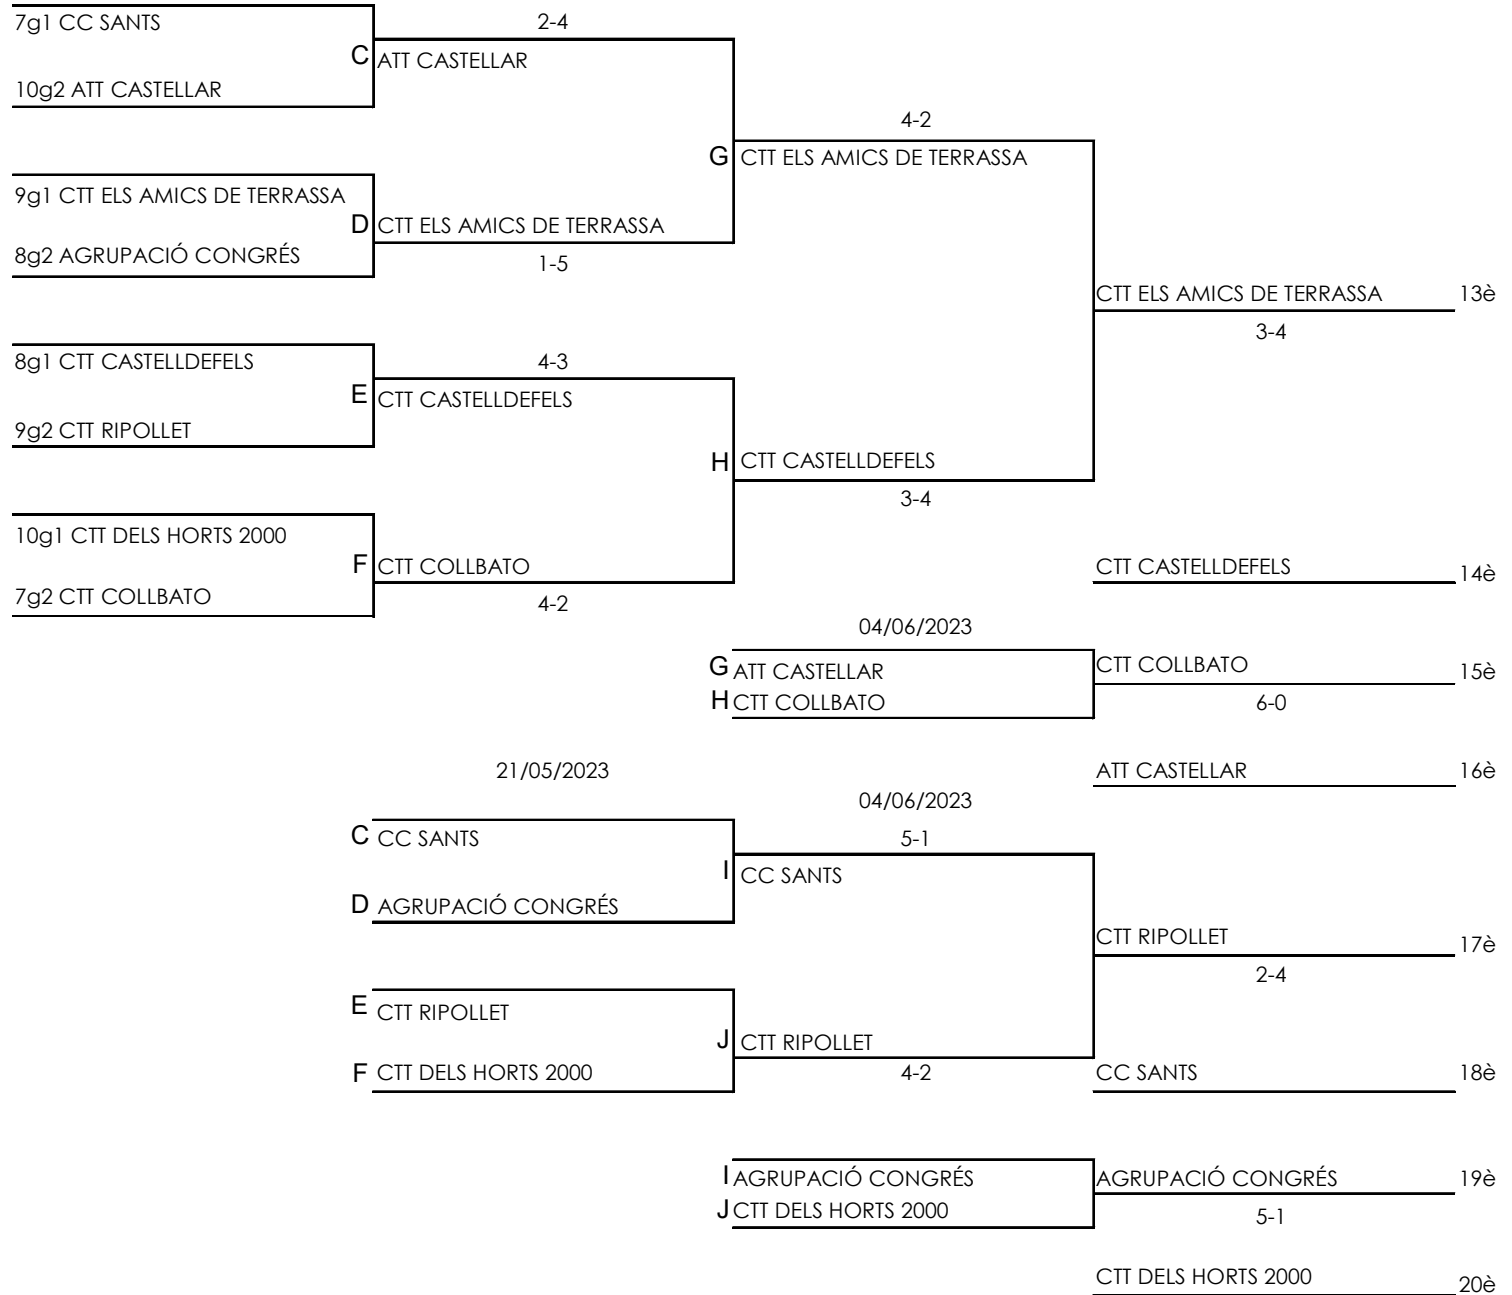 7g1 CC SANTS
2-4
C
ATT CASTELLAR
10g2 ATT CASTELLAR
4-2
G
CTT ELS AMICS DE TERRASSA
9g1 CTT ELS AMICS DE TERRASSA
D
CTT ELS AMICS DE TERRASSA
8g2 AGRUPACIÓ CONGRÉS
1-5
CTT ELS AMICS DE TERRASSA
13è
3-4
8g1 CTT CASTELLDEFELS
4-3
E
CTT CASTELLDEFELS
9g2 CTT RIPOLLET
H
CTT CASTELLDEFELS
3-4
10g1 CTT DELS HORTS 2000
F
CTT COLLBATO
CTT CASTELLDEFELS
14è
7g2 CTT COLLBATO
4-2
04/06/2023
G
ATT CASTELLAR
CTT COLLBATO
15è
H
CTT COLLBATO
6-0
21/05/2023
ATT CASTELLAR
16è
04/06/2023
C
CC SANTS
5-1
I
CC SANTS
D
AGRUPACIÓ CONGRÉS
CTT RIPOLLET
17è
2-4
E
CTT RIPOLLET
J
CTT RIPOLLET
F
CTT DELS HORTS 2000
4-2
CC SANTS
18è
I
AGRUPACIÓ CONGRÉS
AGRUPACIÓ CONGRÉS
19è
J
CTT DELS HORTS 2000
5-1
CTT DELS HORTS 2000
20è